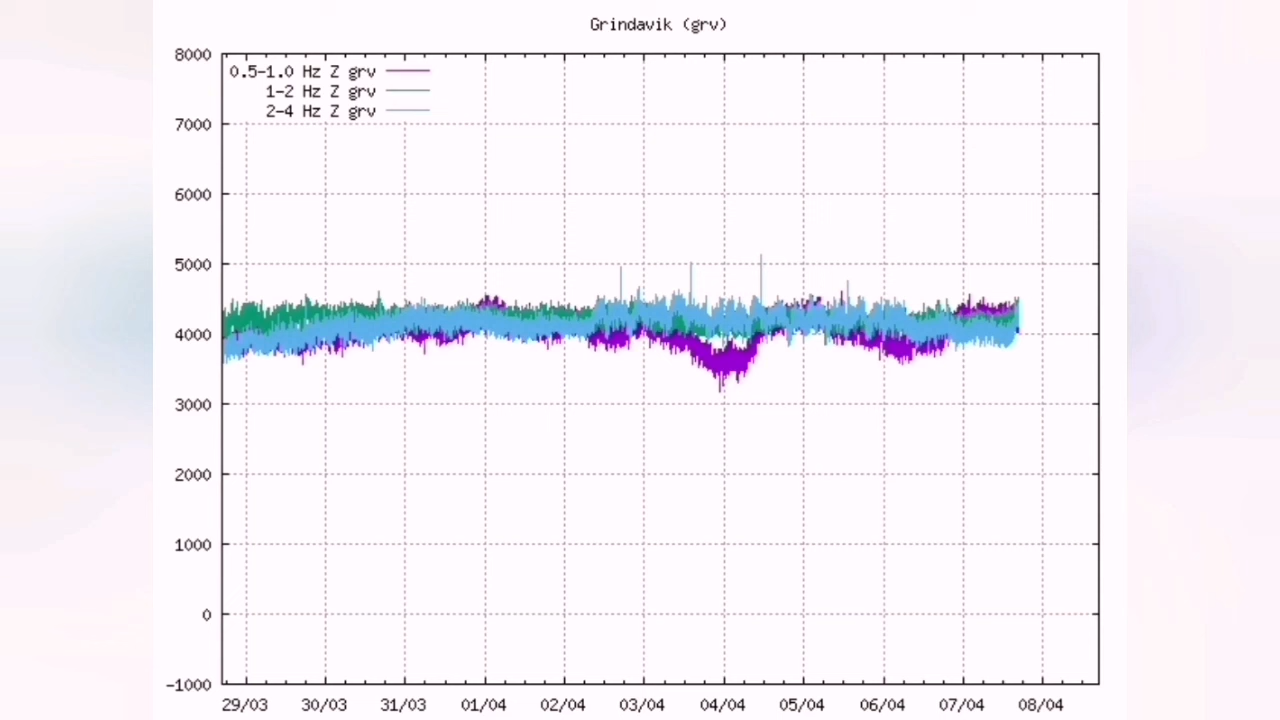 Grindavik (grv)
8000
0.5-1.0 Hz Z grv
1-2 Hz Z grv
2-4 Hz Z grv
7000
6000
5000
4000
3000
2000
1000
0
-1000
29/03 30/03 31/03 01/04 02/04 03/04 04/04 05/04 06/04 07/04 08/04